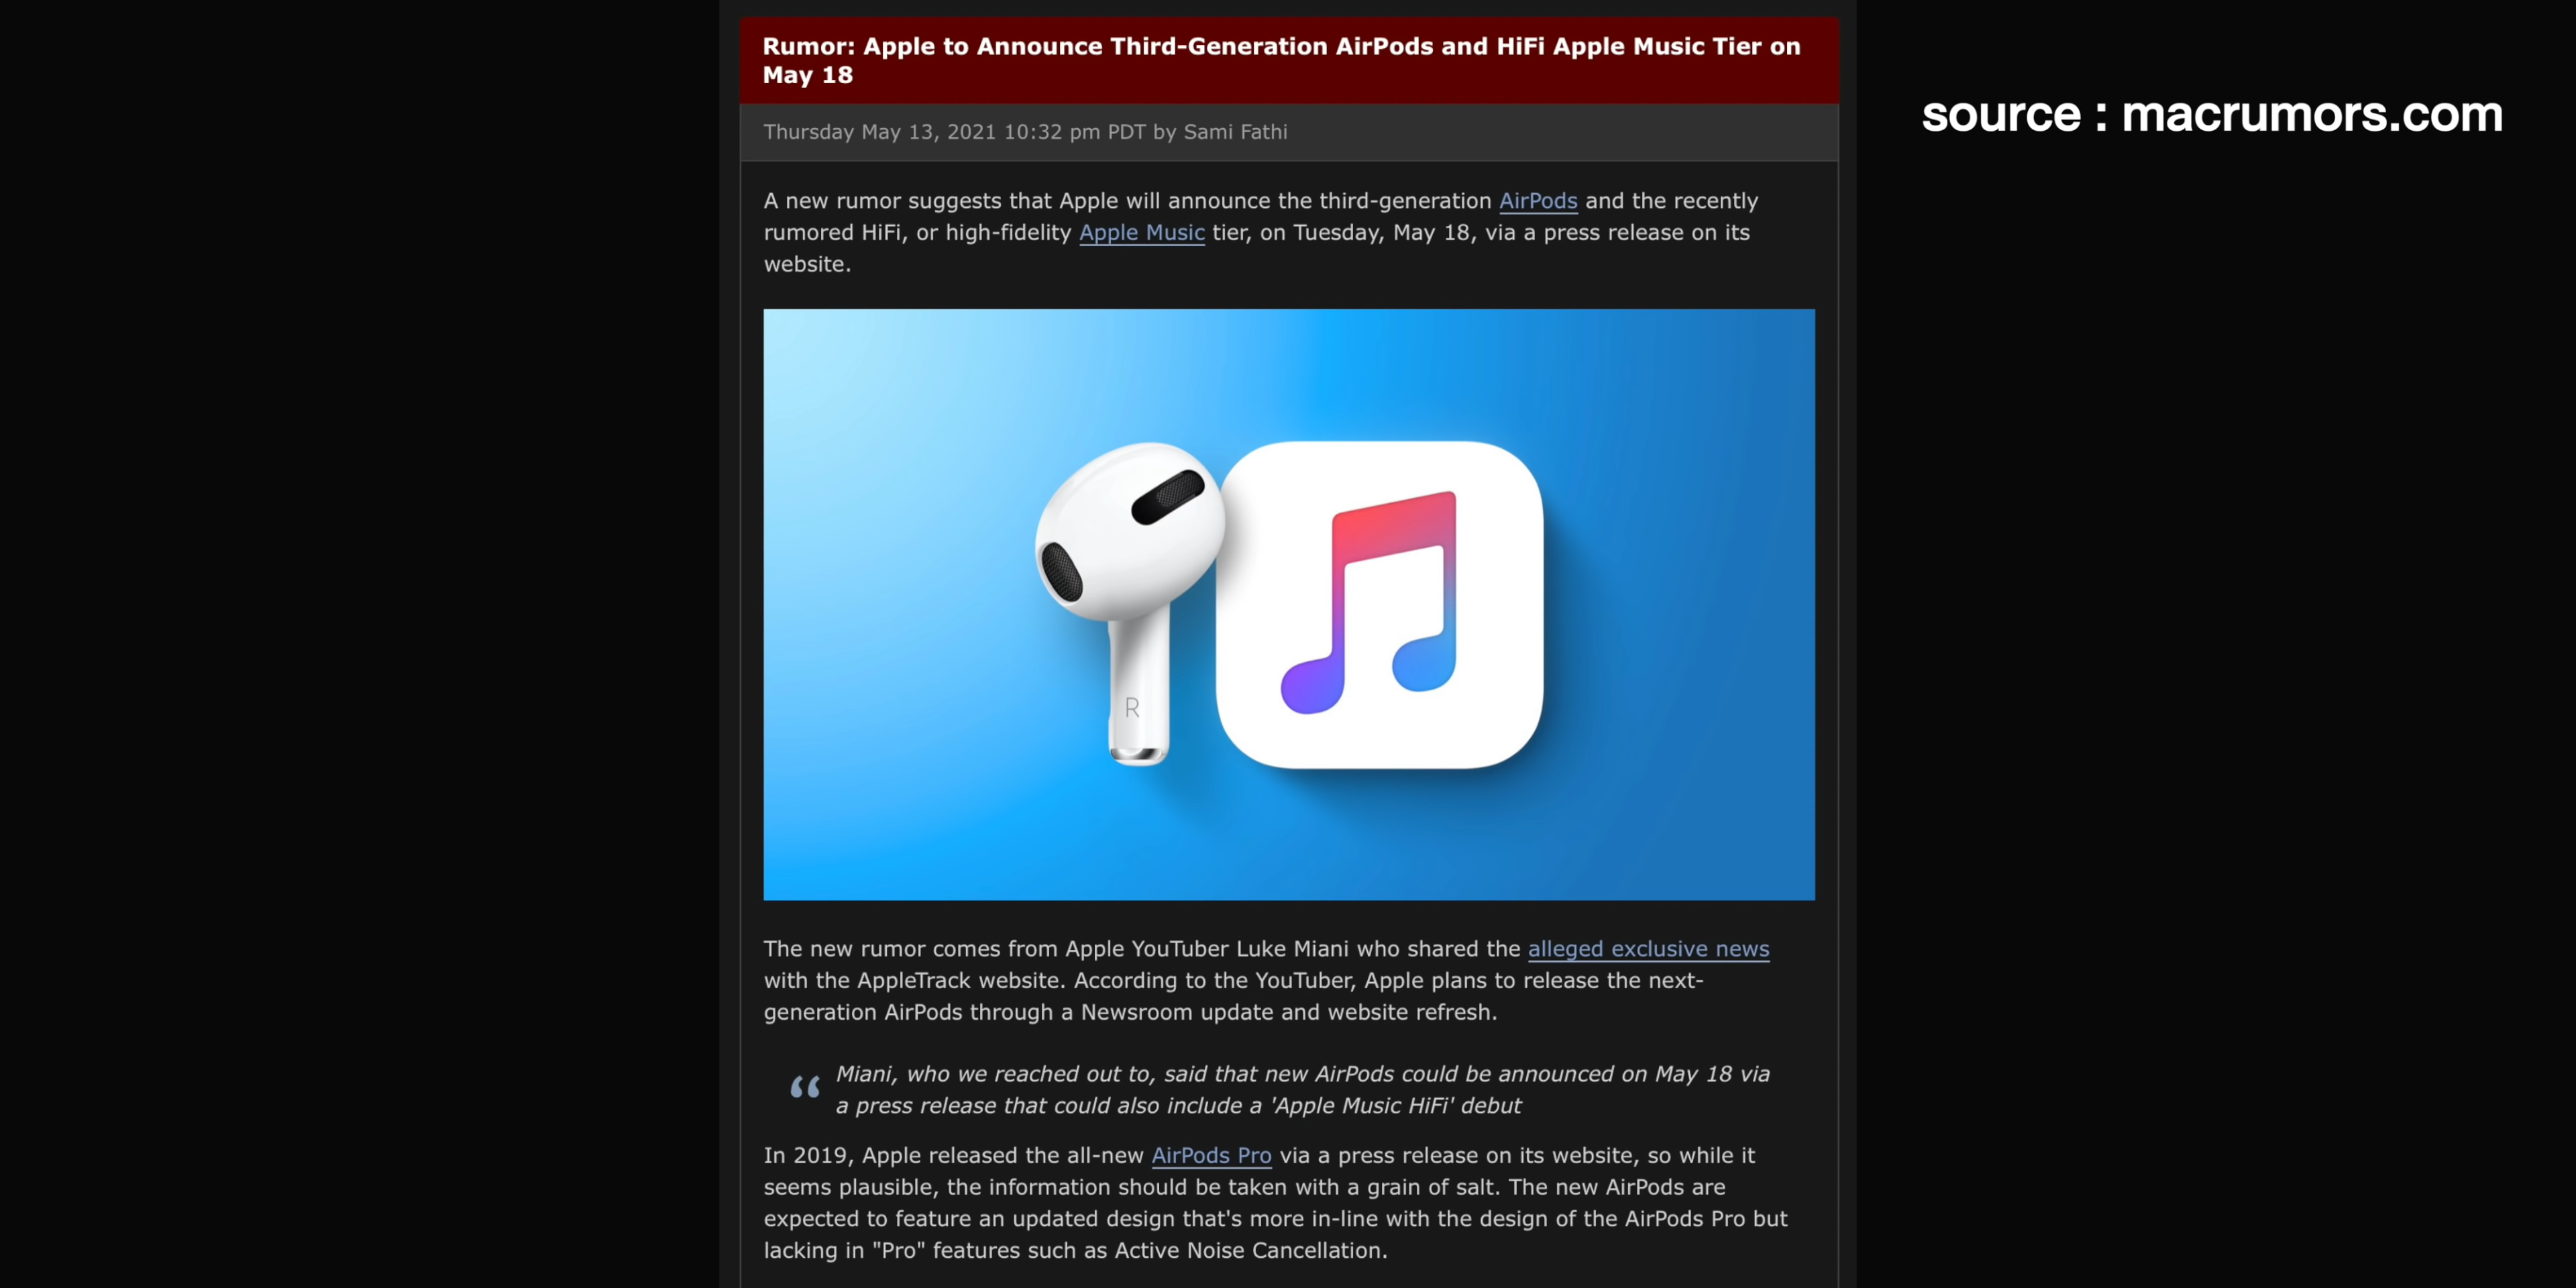 Rumor: Apple to Announce Third-Generation AirPods and HiFi Apple Music Tier on
May 18
source : macrumors.com
Thursday May 13, 2021 10:32 pm PDT by Sami Fathi
A new rumor suggests that Apple will announce the third-generation AirPods and the recently
rumored HiFi, or high-fidelity Apple Music tier, on Tuesday, May 18, via a press release on its
website.
R
The new rumor comes from Apple YouTuber Luke Miani who shared the alleged exclusive news
with the AppleTrack website. According to the YouTuber, Apple plans to release the next-
generation AirPods through a Newsroom update and website refresh.
“ Miani, who we reached out to, said that new AirPods could be announced on May 18 via
a press release that could also include a 'Apple Music HiFi' debut
In 2019, Apple released the all-new AirPods Pro via a press release on its website, so while it
seems plausible, the information should be taken with a grain of salt. The new AirPods are
expected to feature an updated design that's more in-line with the design of the AirPods Pro but
lacking in "Pro" features such as Active Noise Cancellation.